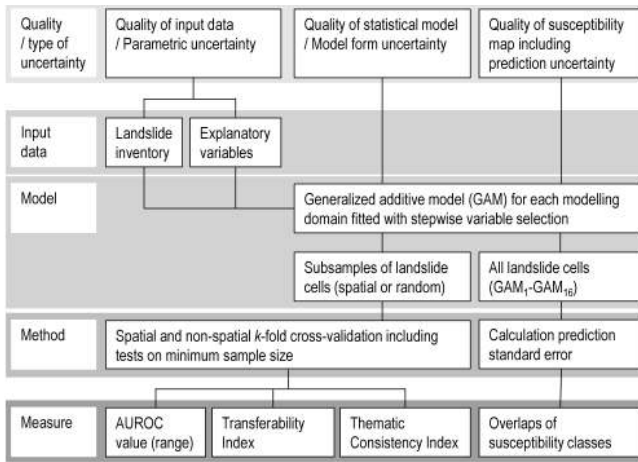 Quality
/ type of
uncertainty
Quality of input data
/ Parametric uncertainty
Quality of statistical model
/ Model form uncertainty
Quality of susceptibility
map including
prediction uncertainty
Input
data
Landslide
inventory
Explanatory
variables
Model
Generalized additive model (GAM) for each modelling
domain fitted with stepwise variable selection
Subsamples of landslide
cells (spatial or random)
All landslide cells
(GAM1-GAM16)
Method
Spatial and non-spatial k-fold cross-validation including
tests on minimum sample size
Calculation prediction
standard error
Measure
AUROC
value (range)
Transferability
Index
Thematic
Consistency Index
Overlaps of
susceptibility classes